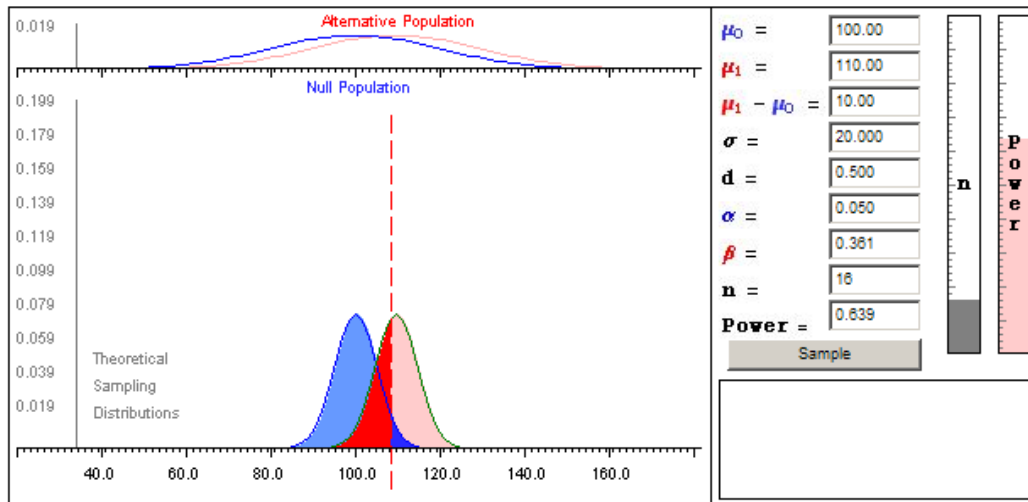 0.019
Alternative Population
Null Population
0.199
0.179
0.159
0.139
0.119
0.099
0.079
0.059
0.039
0.019
Theoretical
Sampling
Distributions
40.0 60.0 80.0 100.0 120.0 140.0 160.0
μ0 = 100.00
μ1 = 110.00
μ1 - μ0 = 10.00
σ = 20.000
d = 0.500
α = 0.050
β = 0.361
n = 16
Power = 0.639
Sample
n
Power